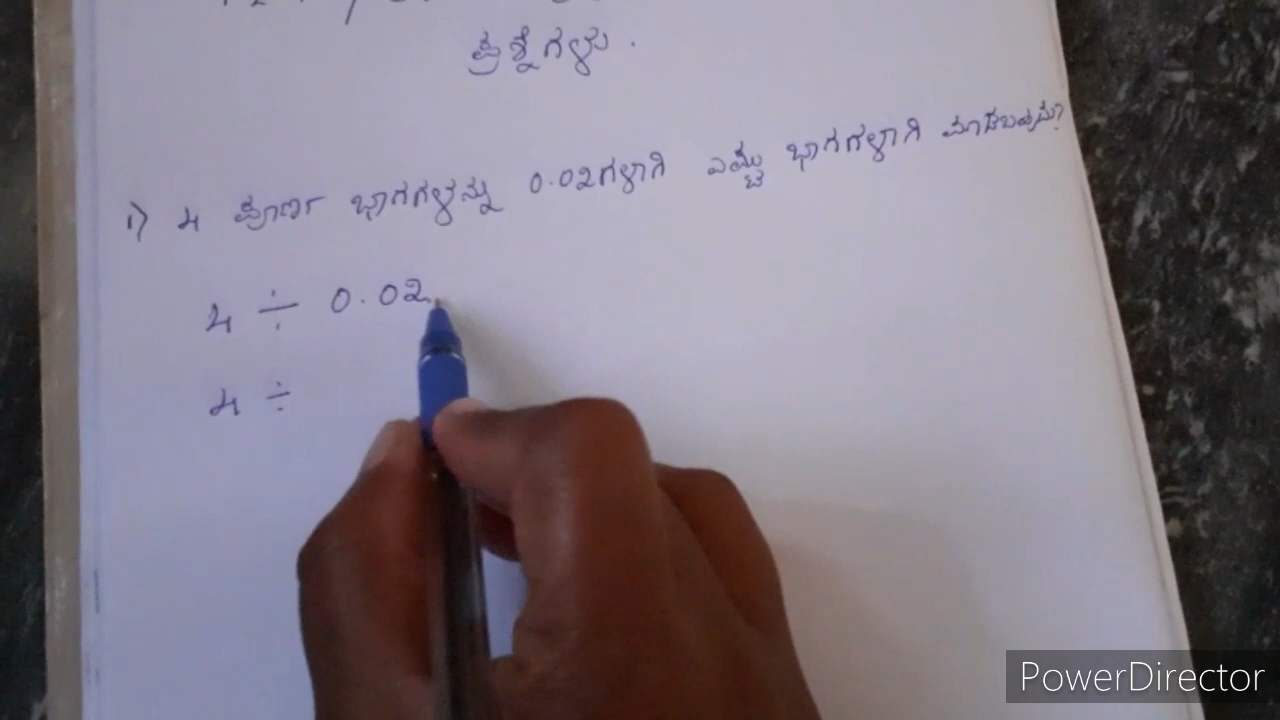 ಪ್ರಶ್ನೆಗಳು.
1) 4 ಪೂರ್ಣ ಭಾಗಗಳನ್ನು 0.02ಗಳಾಗಿ ಎಷ್ಟು ಭಾಗಗಳಾಗಿ ಮಾಡಬಹುದು?
4 ÷ 0.02
4 ÷
PowerDirector